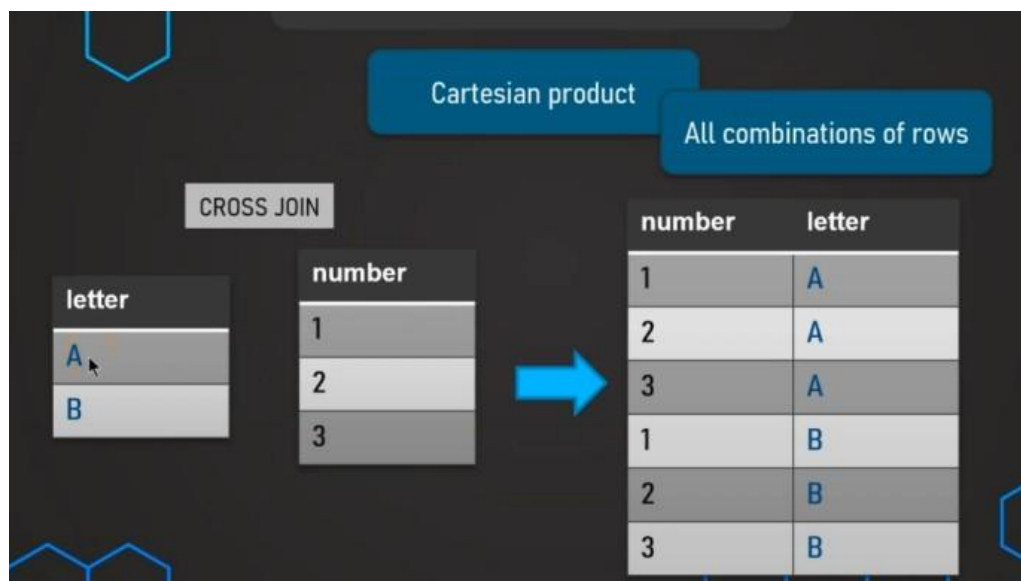 Cartesian product
All combinations of rows
CROSS JOIN
letter
A
B
number
1
2
3
number letter
1 A
2 A
3 A
1 B
2 B
3 B